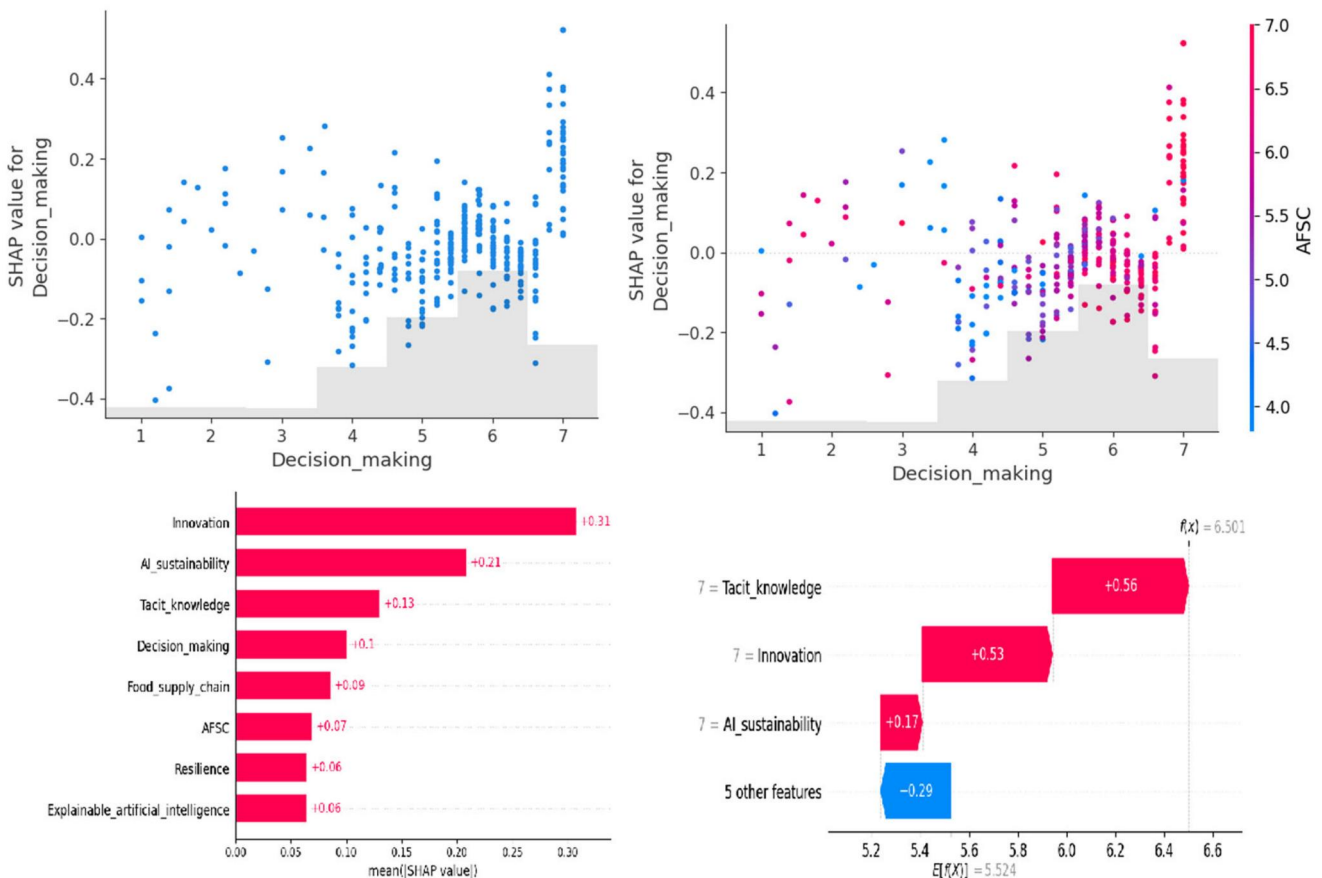 SHAP value for
Decision_making
0.4
0.2
0.0
−0.2
−0.4
1 2 3 4 5 6 7
Decision_making
SHAP value for
Decision_making
0.4
0.2
0.0
−0.2
−0.4
1 2 3 4 5 6 7
Decision_making
7.0
6.5
6.0
5.5
5.0
4.5
4.0
AFSC
Innovation +0.31
AI_sustainability +0.21
Tacit_knowledge +0.13
Decision_making +0.1
Food_supply_chain +0.09
AFSC +0.07
Resilience +0.06
Explainable_artificial_intelligence +0.06
0.00 0.05 0.10 0.15 0.20 0.25 0.30
mean(|SHAP value|)
f(x) = 6.501
7 = Tacit_knowledge +0.56
7 = Innovation +0.53
7 = AI_sustainability +0.17
5 other features −0.29
5.2 5.4 5.6 5.8 6.0 6.2 6.4 6.6
E[f(X)] = 5.524